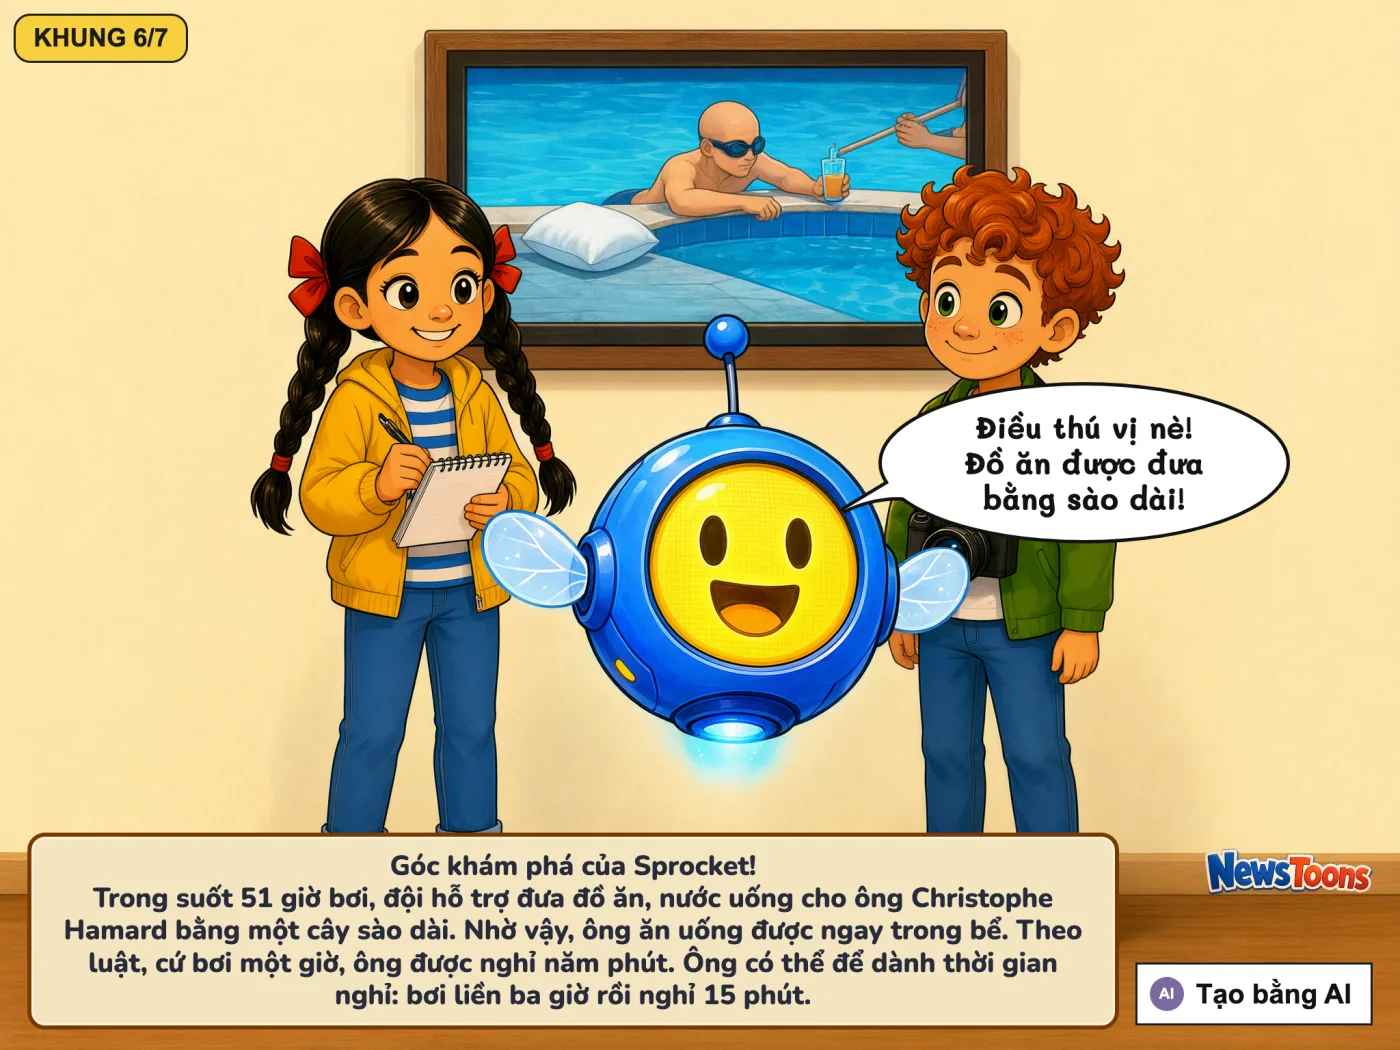 KHUNG 6/7
Điều thú vị nè!
Đồ ăn được đưa
bằng sào dài!
Góc khám phá của Sprocket!
Trong suốt 51 giờ bơi, đội hỗ trợ đưa đồ ăn, nước uống cho ông Christophe
Hamard bằng một cây sào dài. Nhờ vậy, ông ăn uống được ngay trong bể. Theo
luật, cứ bơi một giờ, ông được nghỉ năm phút. Ông có thể để dành thời gian
nghỉ: bơi liền ba giờ rồi nghỉ 15 phút.
NewsToons
AI Tạo bằng AI